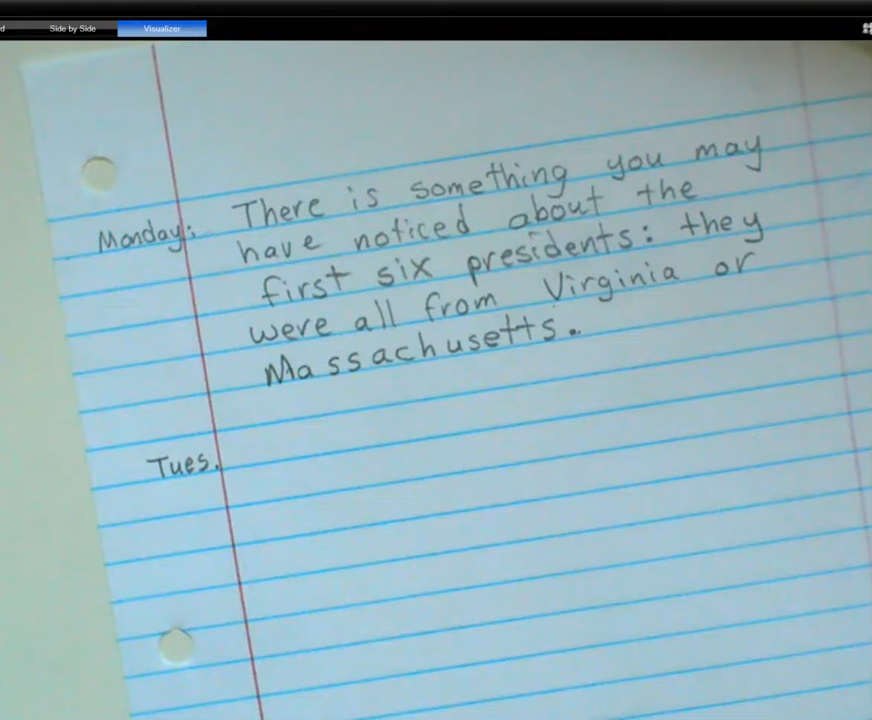 d Side by Side Visualizer
Monday: There is something you may
have noticed about the
first six presidents: they
were all from Virginia or
Massachusetts.
Tues.